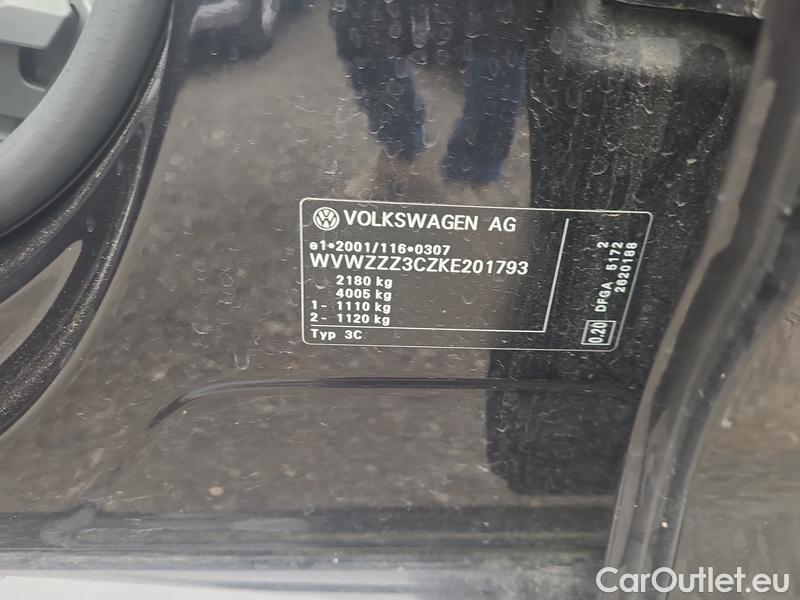 VOLKSWAGEN AG
e1*2001/116*0307
WVWZZZ3CZKE201793
2180 kg
4005 kg
1 - 1110 kg
2 - 1120 kg
Typ 3C
2
DFGA 5172
0.20 2620188
CarOutlet.eu